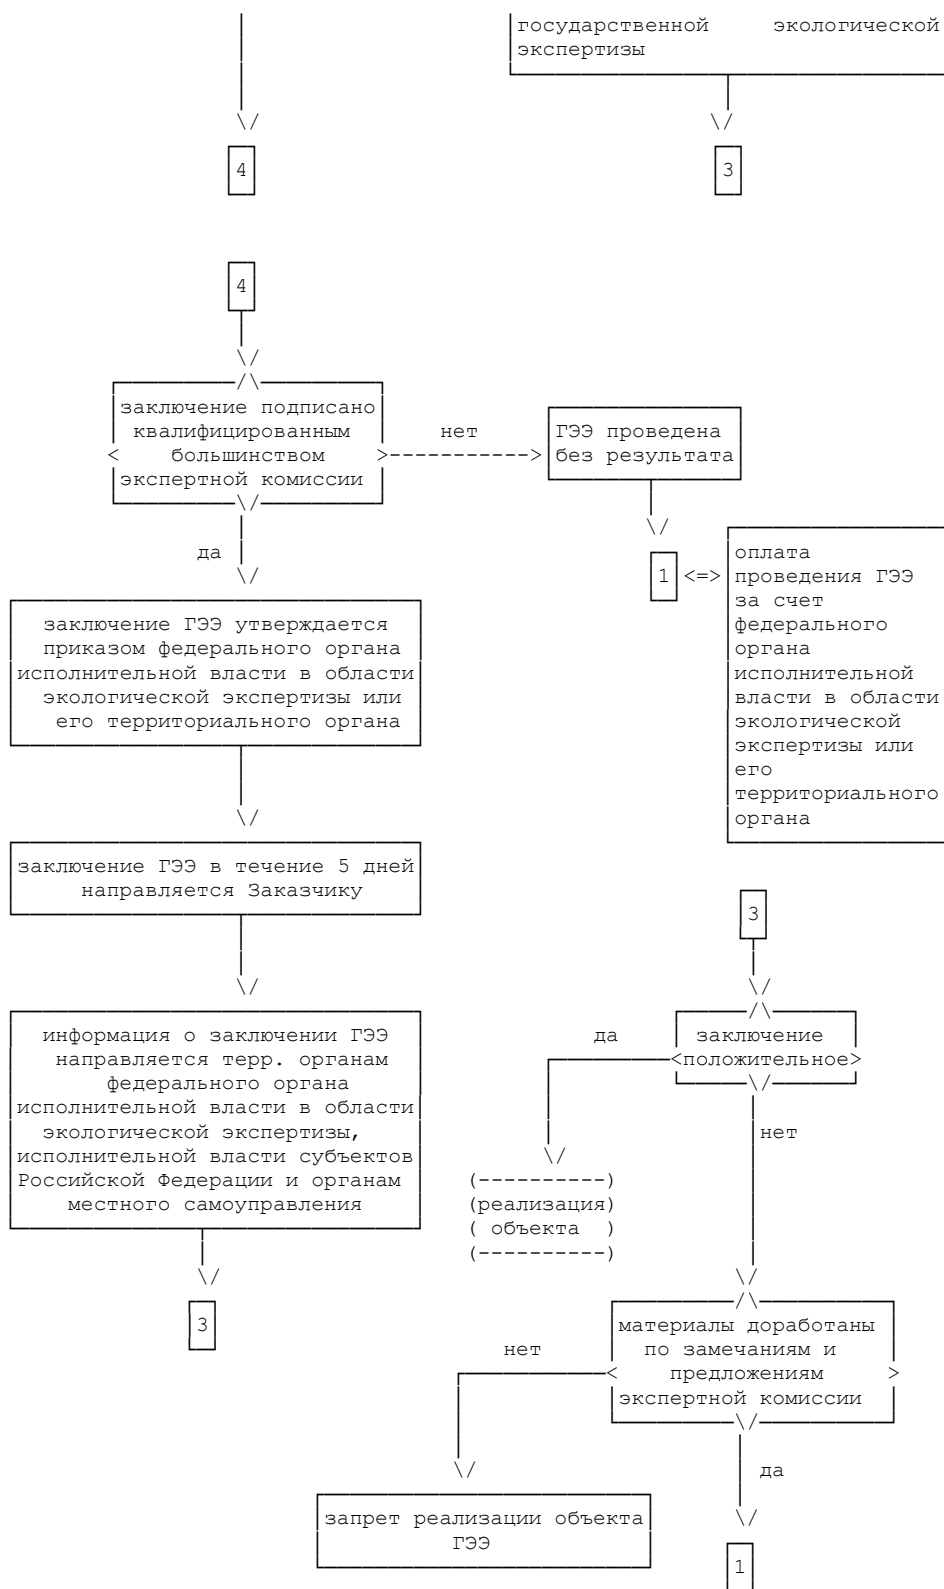 государственной экологической
экспертизы
4
3
4
заключение подписано
квалифицированным
большинством
экспертной комиссии
нет
ГЭЭ проведена
без результата
да
1 <=>
оплата
проведения ГЭЭ
за счет
федерального
органа
исполнительной
власти в области
экологической
экспертизы или
его
территориального
органа
заключение ГЭЭ утверждается
приказом федерального органа
исполнительной власти в области
экологической экспертизы или
его территориального органа
заключение ГЭЭ в течение 5 дней
направляется Заказчику
информация о заключении ГЭЭ
направляется терр. органам
федерального органа
исполнительной власти в области
экологической экспертизы,
исполнительной власти субъектов
Российской Федерации и органам
местного самоуправления
3
3
заключение
положительное
да
нет
(реализация)
( объекта )
материалы доработаны
по замечаниям и
предложениям
экспертной комиссии
нет
да
запрет реализации объекта
ГЭЭ
1